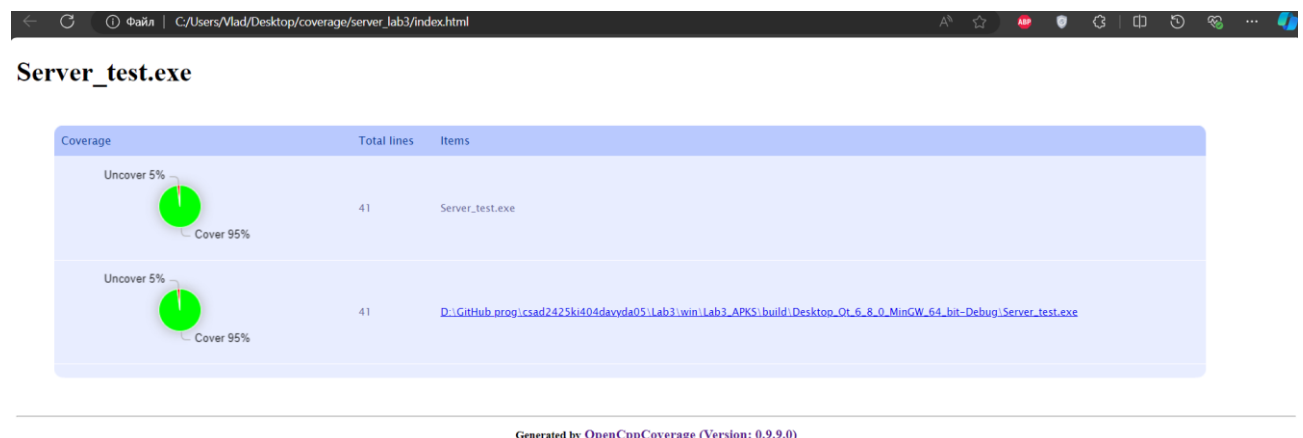 Файл | C:/Users/Vlad/Desktop/coverage/server_lab3/index.html
ABP
Server_test.exe
Coverage Total lines Items
Uncover 5%
Cover 95%
41 Server_test.exe
Uncover 5%
Cover 95%
41 D:\GitHub prog\csad2425ki404davyda05\Lab3\win\Lab3_APKS\build\Desktop_Qt_6_8_0_MinGW_64_bit-Debug\Server_test.exe
Generated by OpenCppCoverage (Version: 0.9.9.0)